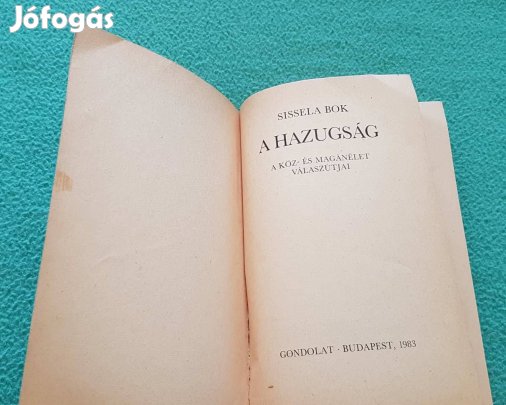 Jófogás
SISSELA BOK
A HAZUGSÁG
A KÖZ- ÉS MAGÁNÉLET
VÁLASZÚTJAI
GONDOLAT · BUDAPEST, 1983